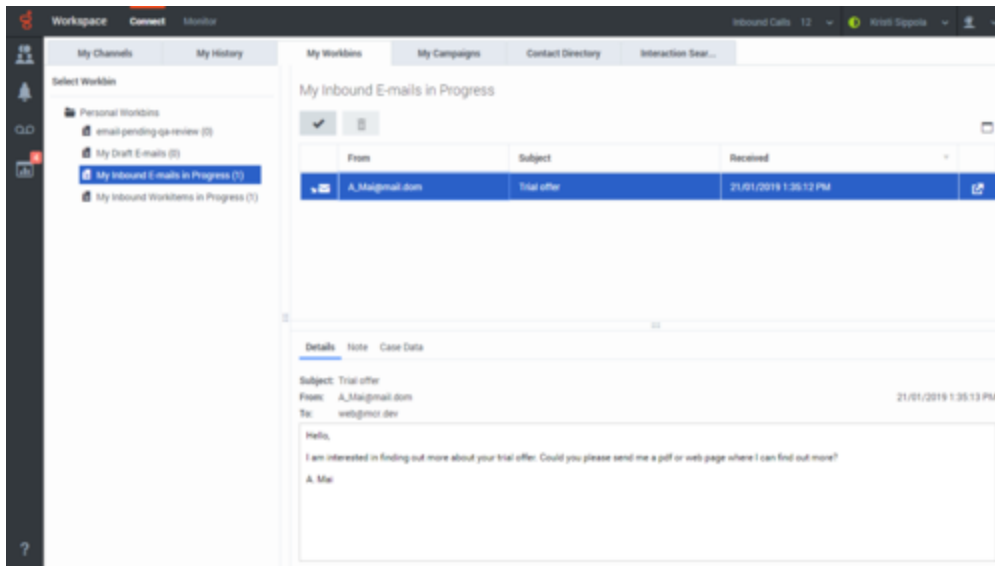 Workspace Connect Monitor Inbound Calls 12 Kristi Sippola
My Channels My History My Workbins My Campaigns Contact Directory Interaction Sear...
Select Workbin
My Inbound E-mails in Progress
Personal Workbins
email-pending-qa-review (0)
My Draft E-mails (0)
My Inbound E-mails in Progress (1)
My Inbound Workitems in Progress (1)
4
From Subject Received
A_Mai@mail.dom Trial offer 21/01/2019 1:35:12 PM
Details Note Case Data
Subject: Trial offer
From: A_Mai@mail.dom 21/01/2019 1:35:13 PM
To: web@mcr.dev
Hello,
I am interested in finding out more about your trial offer. Could you please send me a pdf or web page where I can find out more?
A. Mai
?